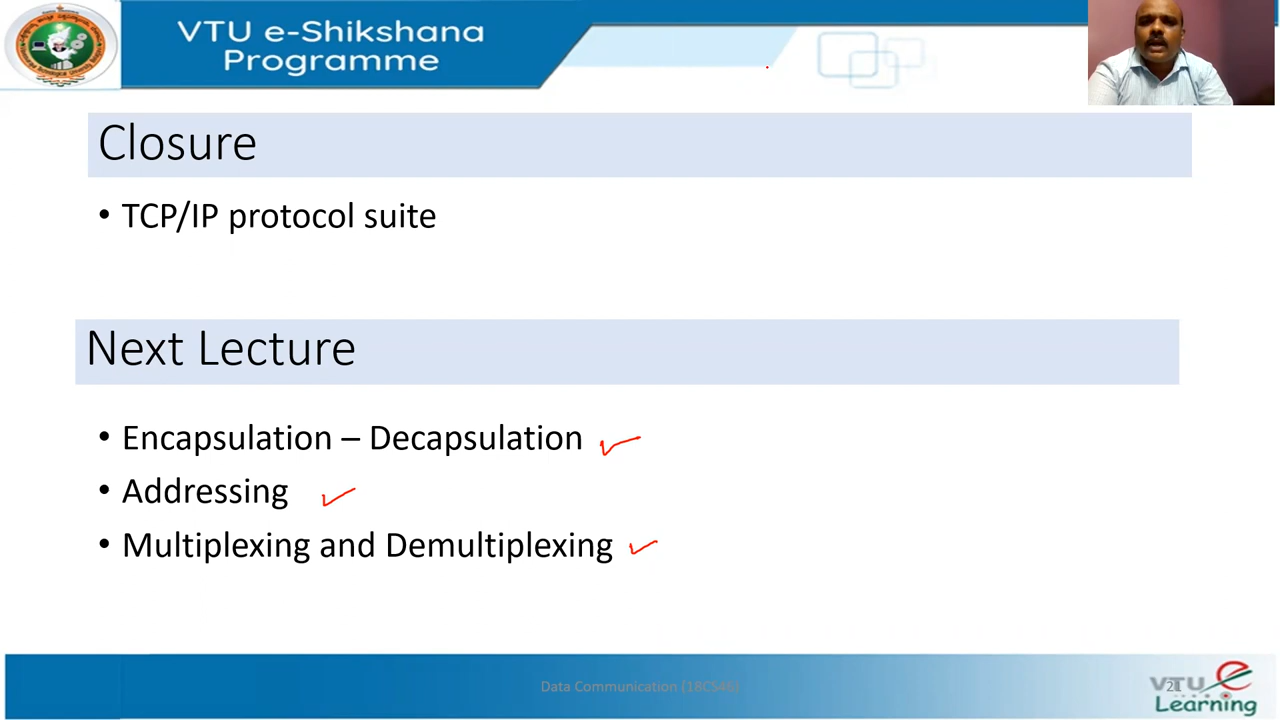 VTU e-Shikshana
Programme
Closure
• TCP/IP protocol suite
Next Lecture
• Encapsulation – Decapsulation
• Addressing
• Multiplexing and Demultiplexing
Data Communication (18CS46)
21
VTU e
Learning